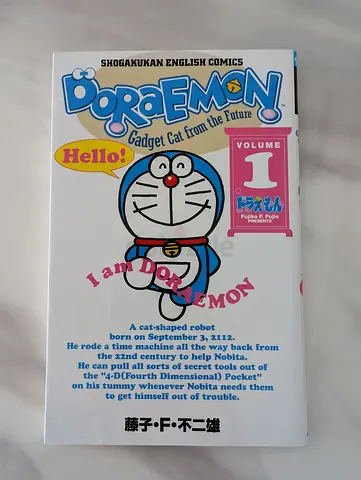 SHOGAKUKAN ENGLISH COMICS
DORAEMON™
Gadget Cat from the Future
Hello!
VOLUME
1
ドラえもん
Fujiko F. Fujio
PRESENTS
I am DORAEMON
A cat-shaped robot
born on September 3, 2112.
He rode a time machine all the way back from
the 22nd century to help Nobita.
He can pull all sorts of secret tools out of
the "4-D(Fourth Dimensional) Pocket"
on his tummy whenever Nobita needs them
to get himself out of trouble.
藤子・F・不二雄